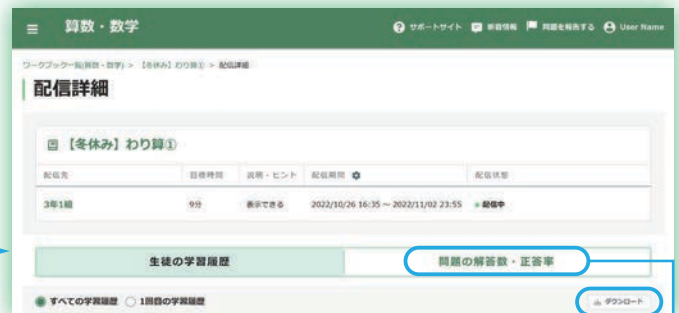 算数・数学 サポートサイト 新着情報 問題を報告する User Name
ワークブック一覧(算数・数学) > 【冬休み】わり算① > 配信詳細
配信詳細
【冬休み】わり算①
配信先 目標時間 説明・ヒント 配信期間 配信状態
3年1組 9分 表示できる 2022/10/26 16:35 ~ 2022/11/02 23:55 配信中
生徒の学習履歴 問題の解答数・正答率
すべての学習履歴 1回目の学習履歴 ダウンロード